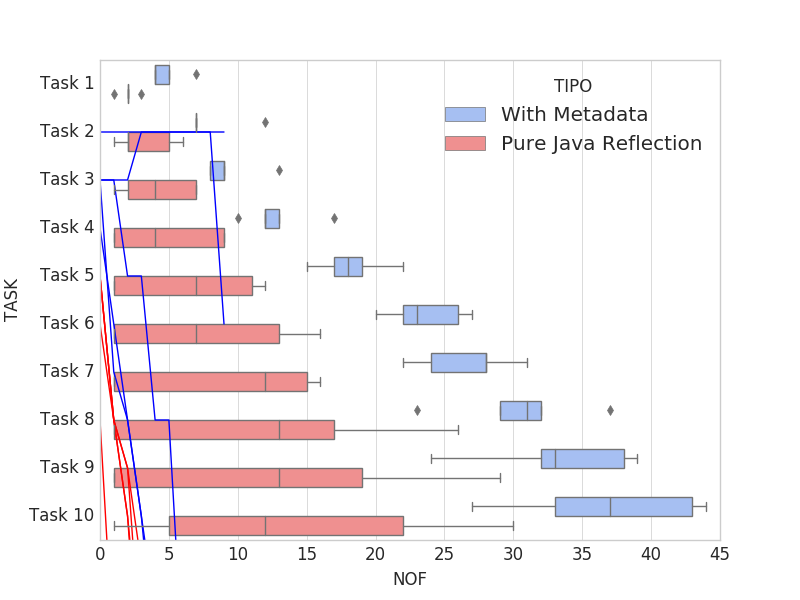 TIPO
With Metadata
Pure Java Reflection
Task 1
Task 2
Task 3
Task 4
Task 5
Task 6
Task 7
Task 8
Task 9
Task 10
TASK
0 5 10 15 20 25 30 35 40 45
NOF